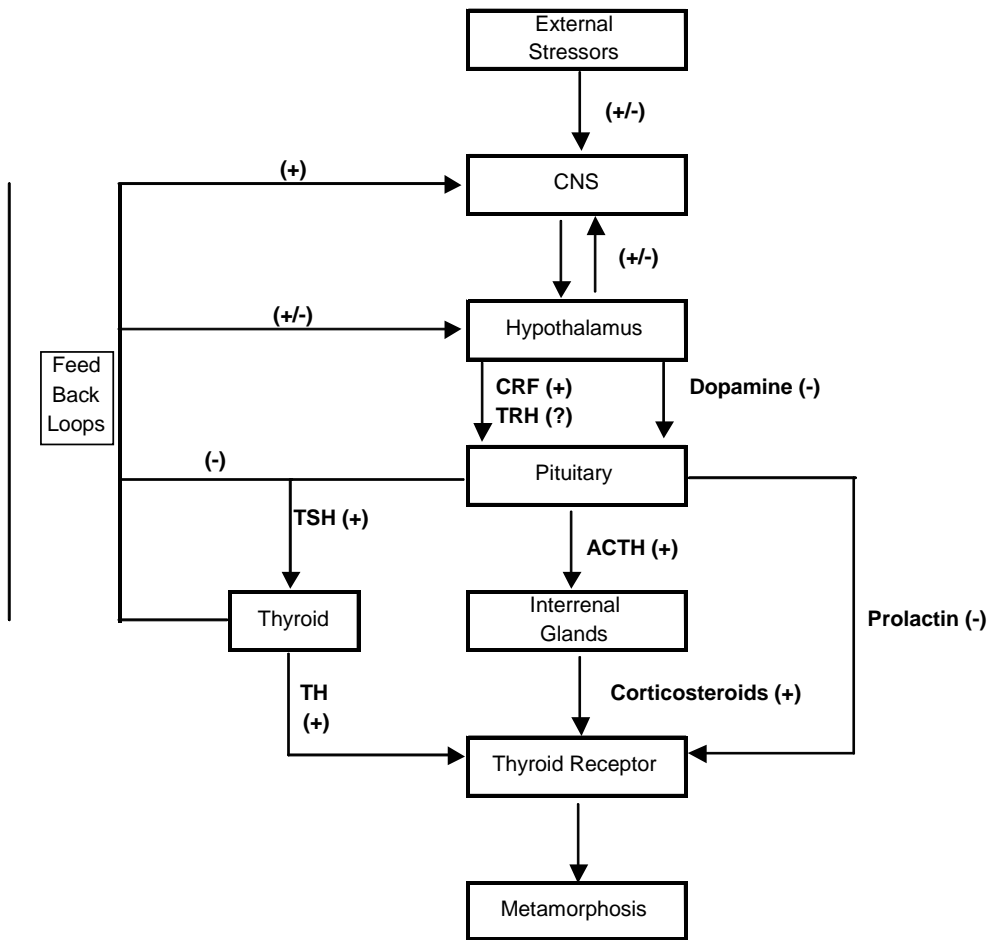 External
Stressors
(+/-)
(+)
CNS
(+/-)
(+/-)
Hypothalamus
Feed
Back
Loops
CRF (+)
TRH (?)
Dopamine (-)
(-)
Pituitary
TSH (+)
ACTH (+)
Thyroid
Interrenal
Glands
Prolactin (-)
TH
(+)
Corticosteroids (+)
Thyroid Receptor
Metamorphosis